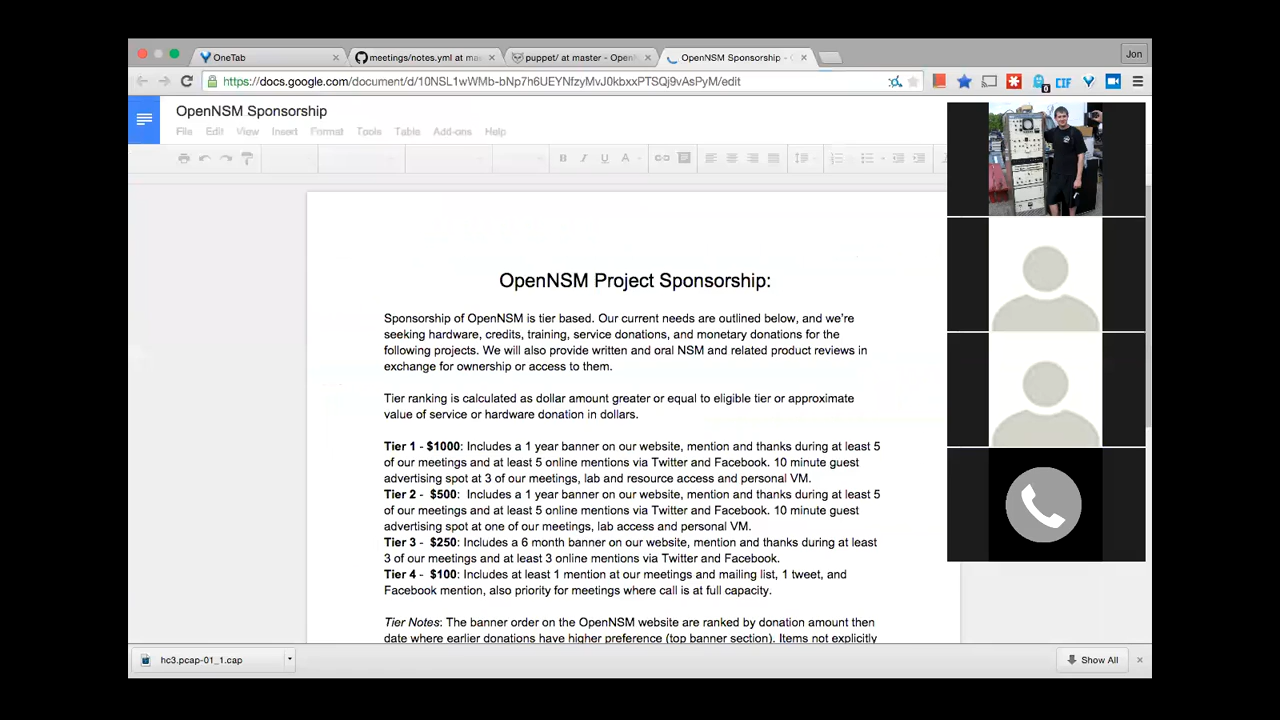 OneTab
meetings/notes.yml at ma
puppet/ at master - OpenN
OpenNSM Sponsorship -
Jon
https://docs.google.com/document/d/10NSL1wWMb-bNp7h6UEYNfzyMvJ0kbxxPTSQj9vAsPyM/edit
0
CIF
OpenNSM Sponsorship
File Edit View Insert Format Tools Table Add-ons Help
B I U A
OpenNSM Project Sponsorship:
Sponsorship of OpenNSM is tier based. Our current needs are outlined below, and we're
seeking hardware, credits, training, service donations, and monetary donations for the
following projects. We will also provide written and oral NSM and related product reviews in
exchange for ownership or access to them.
Tier ranking is calculated as dollar amount greater or equal to eligible tier or approximate
value of service or hardware donation in dollars.
Tier 1 - $1000: Includes a 1 year banner on our website, mention and thanks during at least 5
of our meetings and at least 5 online mentions via Twitter and Facebook. 10 minute guest
advertising spot at 3 of our meetings, lab and resource access and personal VM.
Tier 2 - $500: Includes a 1 year banner on our website, mention and thanks during at least 5
of our meetings and at least 5 online mentions via Twitter and Facebook. 10 minute guest
advertising spot at one of our meetings, lab access and personal VM.
Tier 3 - $250: Includes a 6 month banner on our website, mention and thanks during at least
3 of our meetings and at least 3 online mentions via Twitter and Facebook.
Tier 4 - $100: Includes at least 1 mention at our meetings and mailing list, 1 tweet, and
Facebook mention, also priority for meetings where call is at full capacity.
Tier Notes: The banner order on the OpenNSM website are ranked by donation amount then
date where earlier donations have higher preference (top banner section). Items not explicitly
hc3.pcap-01_1.cap
Show All